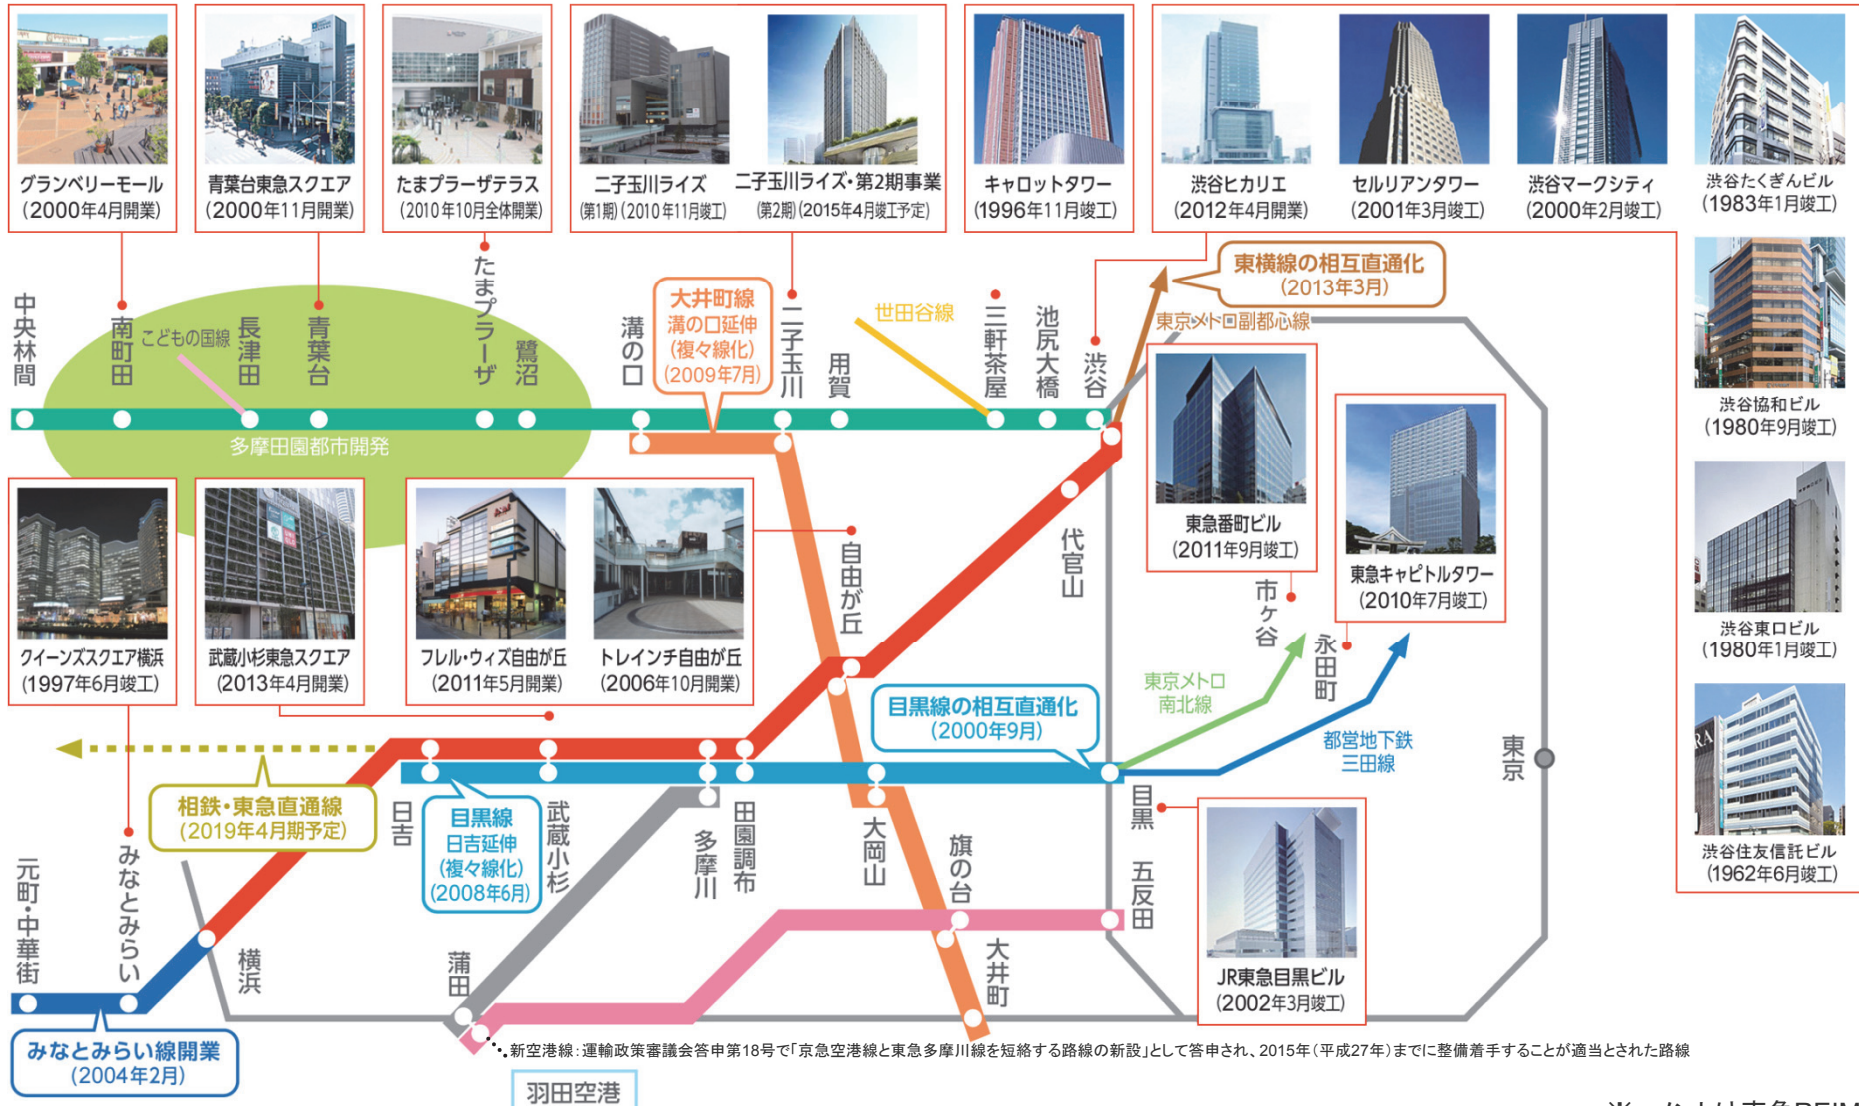 グランベリーモール
(2000年4月開業)
青葉台東急スクエア
(2000年11月開業)
たまプラーザテラス
(2010年10月全体開業)
二子玉川ライズ
(第1期)(2010年11月竣工)
二子玉川ライズ・第2期事業
(第2期)(2015年4月竣工予定)
キャロットタワー
(1996年11月竣工)
渋谷ヒカリエ
(2012年4月開業)
セルリアンタワー
(2001年3月竣工)
渋谷マークシティ
(2000年2月竣工)
渋谷たくぎんビル
(1983年1月竣工)
渋谷協和ビル
(1980年9月竣工)
渋谷東口ビル
(1980年1月竣工)
渋谷住友信託ビル
(1962年6月竣工)
東横線の相互直通化
(2013年3月)
東京メトロ副都心線
中央林間
南町田
こどもの国線
長津田
青葉台
たまプラーザ
鷺沼
溝の口
大井町線
溝の口延伸
(複々線化)
(2009年7月)
二子玉川
用賀
世田谷線
三軒茶屋
池尻大橋
渋谷
多摩田園都市開発
クイーンズスクエア横浜
(1997年6月竣工)
武蔵小杉東急スクエア
(2013年4月開業)
フレル・ウィズ自由が丘
(2011年5月開業)
トレインチ自由が丘
(2006年10月開業)
自由が丘
代官山
東急番町ビル
(2011年9月竣工)
市ヶ谷
東急キャピトルタワー
(2010年7月竣工)
永田町
東京メトロ
南北線
都営地下鉄
三田線
目黒線の相互直通化
(2000年9月)
東京
相鉄・東急直通線
(2019年4月期予定)
日吉
目黒線
日吉延伸
(複々線化)
(2008年6月)
武蔵小杉
多摩川
田園調布
大岡山
旗の台
目黒
五反田
JR東急目黒ビル
(2002年3月竣工)
元町・中華街
みなとみらい
横浜
蒲田
大井町
みなとみらい線開業
(2004年2月)
新空港線:運輸政策審議会答申第18号で「京急空港線と東急多摩川線を短絡する路線の新設」として答申され、2015年(平成27年)までに整備着手することが適当とされた路線
羽田空港